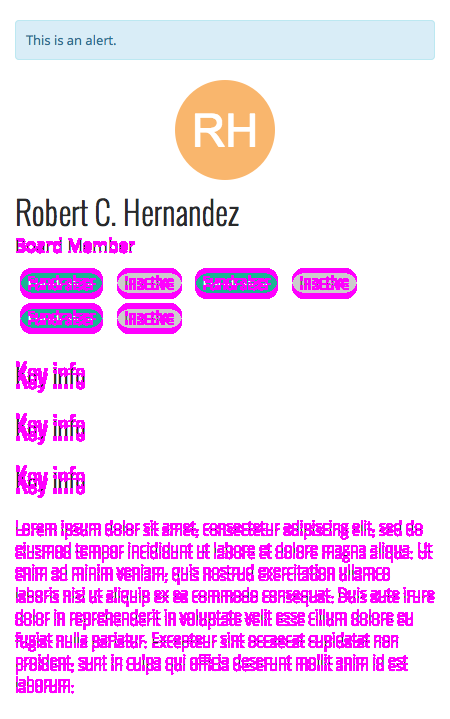 This is an alert.
RH
Robert C. Hernandez
Board Member
Inactive Inactive
Inactive
Key info
Key info
Key info
Lorem ipsum dolor sit amet, consectetur adipiscing elit, sed do
eiusmod tempor incididunt ut labore et dolore magna aliqua. Ut
enim ad minim veniam, quis nostrud exercitation ullamco
laboris nisi ut aliquip ex ea commodo consequat. Duis aute irure
dolor in reprehenderit in voluptate velit esse cillum dolore eu
fugiat nulla pariatur. Excepteur sint occaecat cupidatat non
proident, sunt in culpa qui officia deserunt mollit anim id est
laborum.